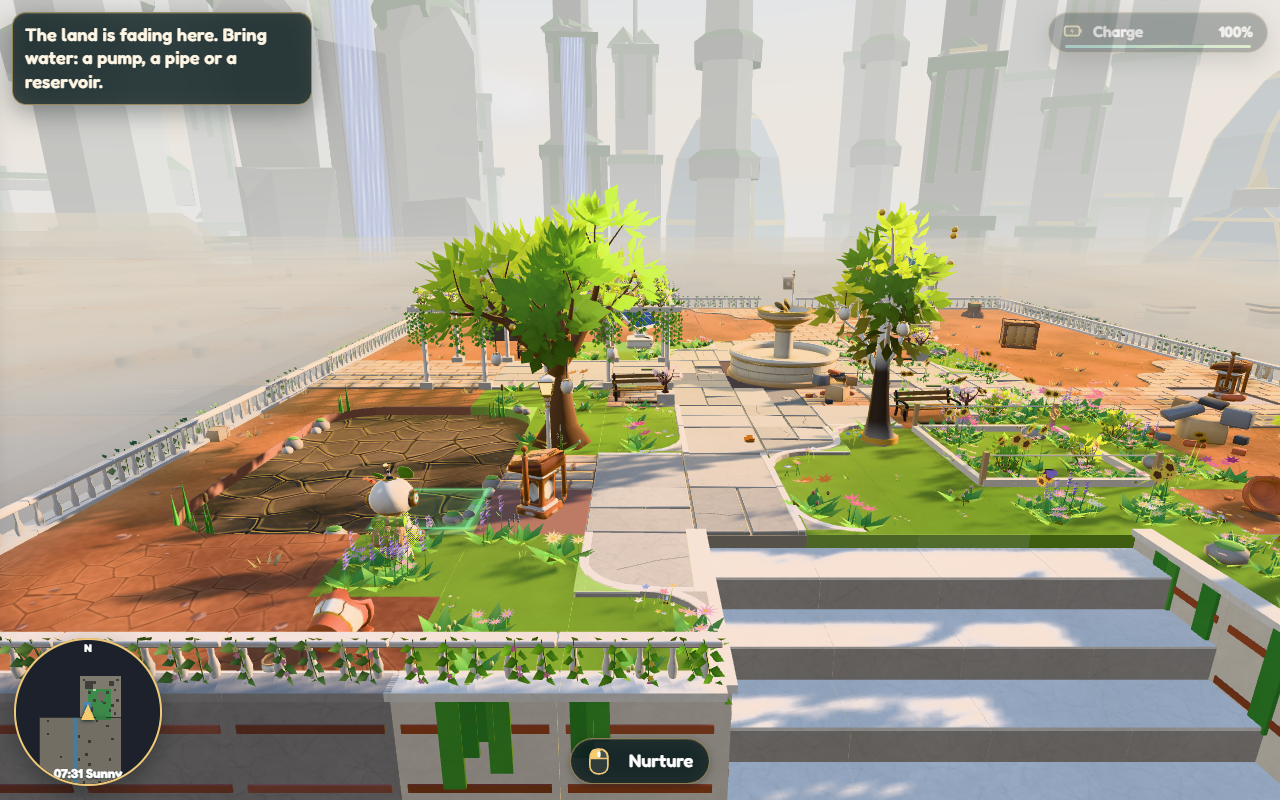 The land is fading here. Bring
water: a pump, a pipe or a
reservoir.
Charge 100%
N
07:31 Sunny
Nurture